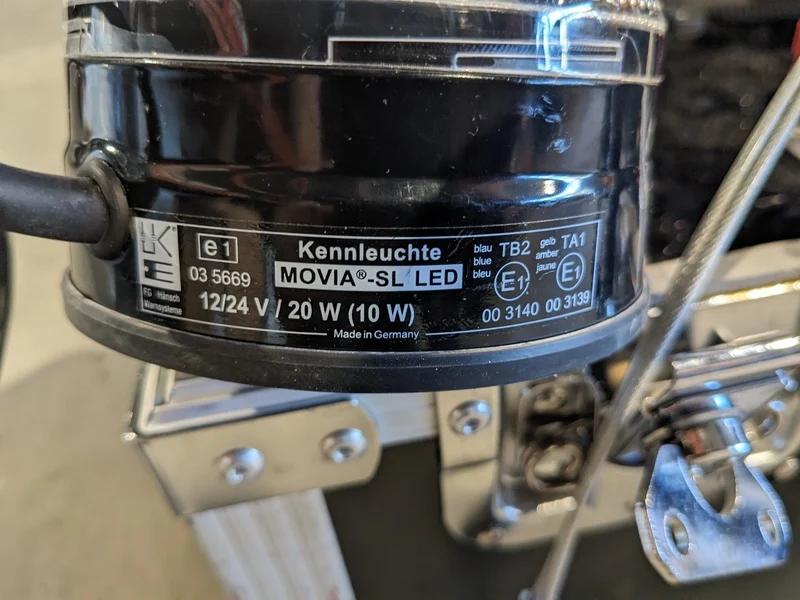 e1
03 5669
FG Hänsch
Warnsysteme
Kennleuchte
MOVIA®-SL LED
12/24 V / 20 W (10 W)
Made in Germany
blau
blue
bleu
TB2
E1
00 3140
gelb
amber
jaune
TA1
E1
00 3139